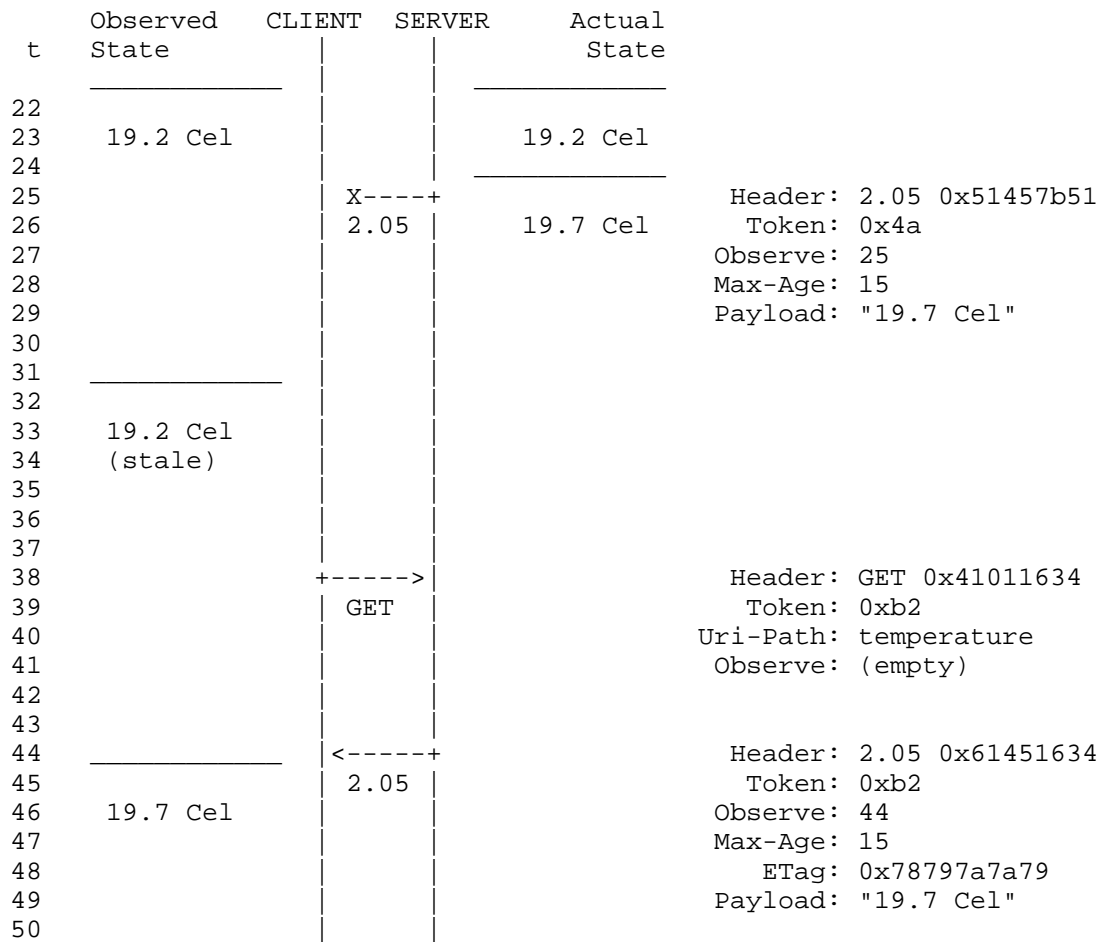 Observed   CLIENT  SERVER     Actual
 t   State         |      |         State
     ____________  |      |  ____________
22                 |      |
23    19.2 Cel     |      |     19.2 Cel
24                 |      |  ____________
25                 | X----+                  Header: 2.05 0x51457b51
26                 | 2.05 |     19.7 Cel      Token: 0x4a
27                 |      |                 Observe: 25
28                 |      |                 Max-Age: 15
29                 |      |                 Payload: "19.7 Cel"
30                 |      |
31   ____________  |      |
32                 |      |
33    19.2 Cel     |      |
34    (stale)      |      |
35                 |      |
36                 |      |
37                 |      |
38                 +----->|                  Header: GET 0x41011634
39                 | GET  |                   Token: 0xb2
40                 |      |                Uri-Path: temperature
41                 |      |                 Observe: (empty)
42                 |      |
43                 |      |
44   ____________  |<-----+                  Header: 2.05 0x61451634
45                 | 2.05 |                   Token: 0xb2
46    19.7 Cel     |      |                 Observe: 44
47                 |      |                 Max-Age: 15
48                 |      |                    ETag: 0x78797a7a79
49                 |      |                 Payload: "19.7 Cel"
50                 |      |